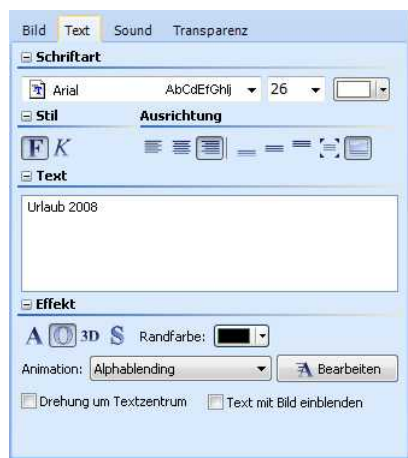 Bild Text Sound Transparenz
Schriftart
Arial AbCdEfGhIj 26
Stil Ausrichtung
F K
Text
Urlaub 2008
Effekt
A O 3D S Randfarbe:
Animation: Alphablending A Bearbeiten
Drehung um Textzentrum Text mit Bild einblenden